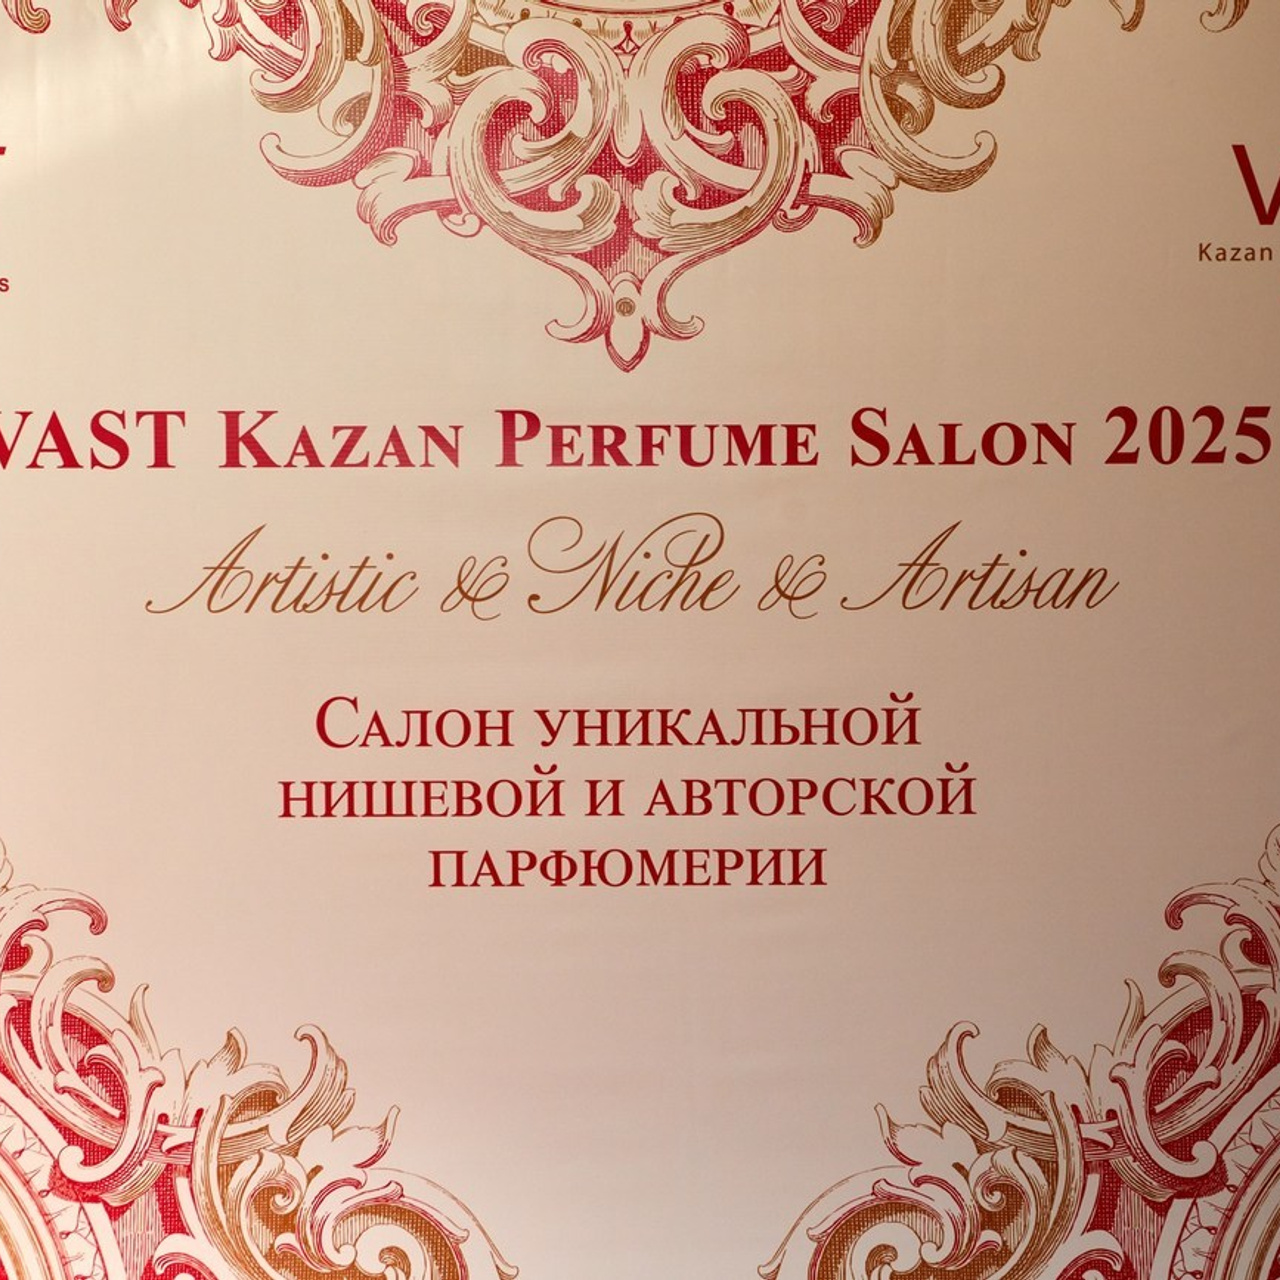 Kazan
VAST KAZAN PERFUME SALON 2025
Artistic & Niche & Artisan
САЛОН УНИКАЛЬНОЙ
НИШЕВОЙ И АВТОРСКОЙ
ПАРФЮМЕРИИ